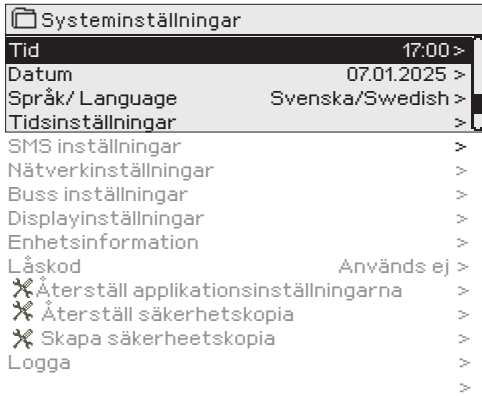 Systeminställningar
Tid 17:00 >
Datum 07.01.2025 >
Språk/ Language Svenska/Swedish >
Tidsinställningar >
SMS inställningar >
Nätverkinställningar >
Buss inställningar >
Displayinställningar >
Enhetsinformation >
Låskod Används ej >
Återställ applikationsinställningarna >
Återställ säkerhetskopia >
Skapa säkerheetskopia >
Logga >
>